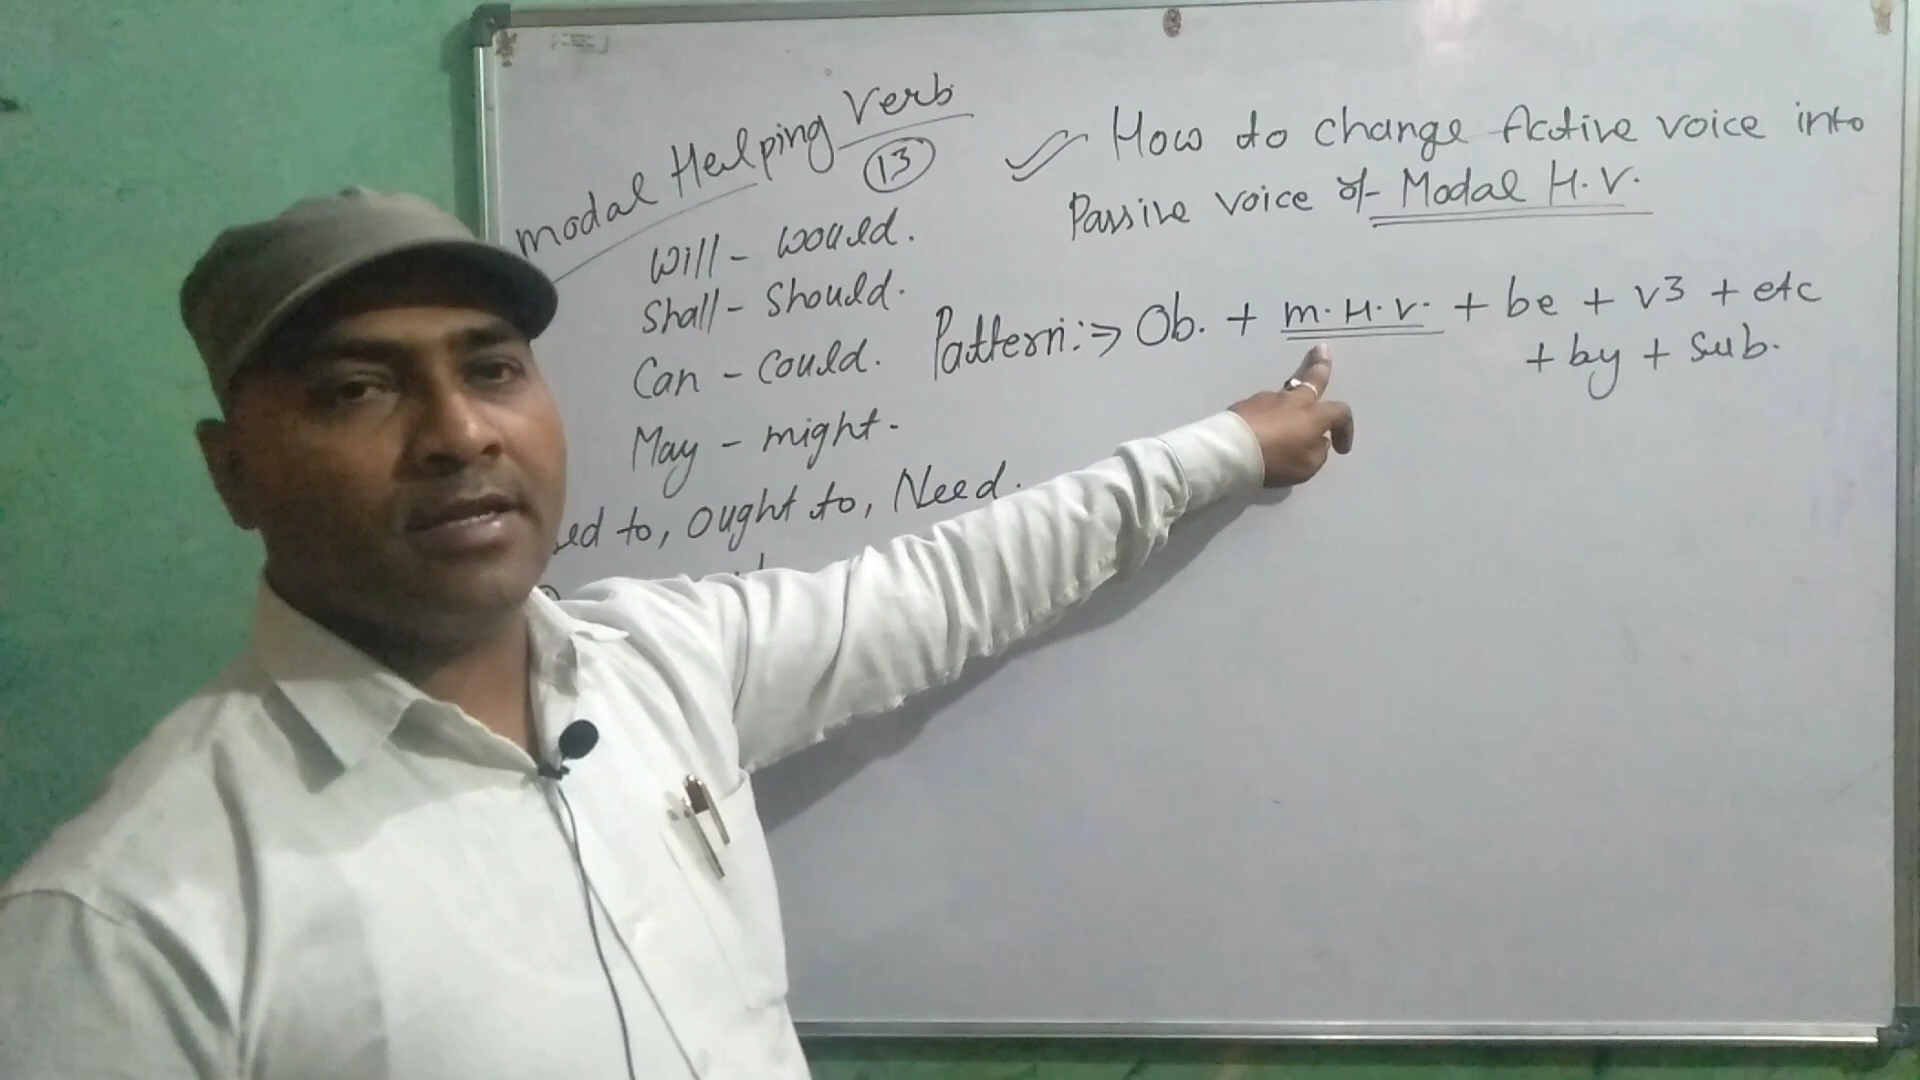 Modal Helping Verb
13
Will - would.
Shall - Should.
Can - Could.
May - might.
to, ought to, Need.
How to change Active voice into
Passive voice of Modal H.V.
Pattern :⇒ Ob. + M.H.V. + be + v3 + etc
+ by + Sub.